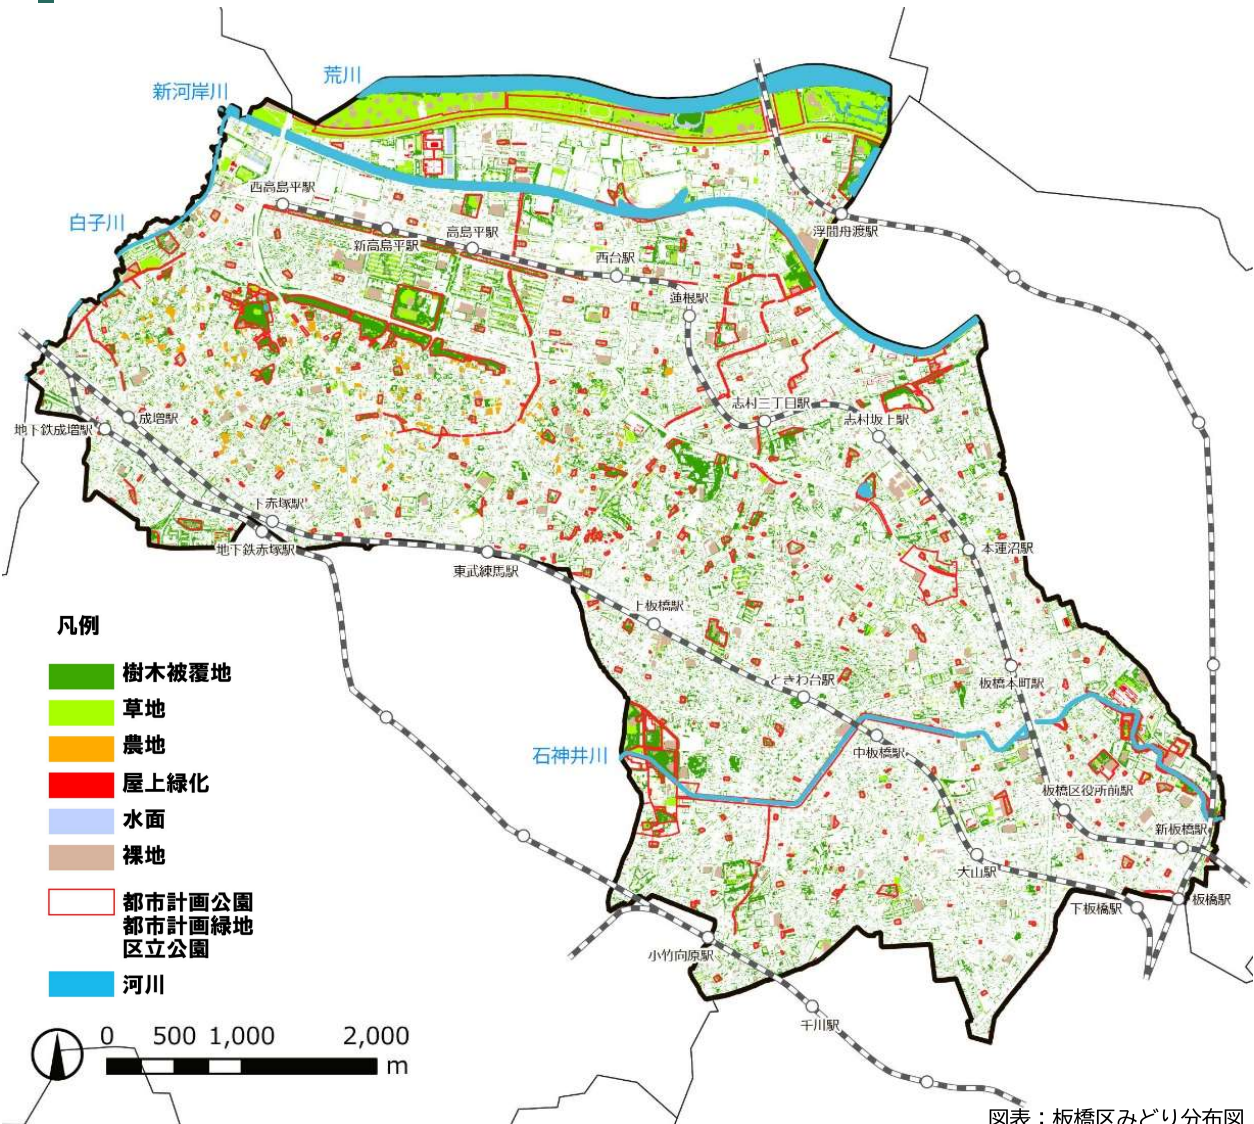 荒川
新河岸川
白子川
西高島平駅
新高島平駅
高島平駅
西台駅
浮間舟渡駅
蓮根駅
志村三丁目駅
志村坂上駅
成増駅
地下鉄成増駅
下赤塚駅
地下鉄赤塚駅
東武練馬駅
本蓮沼駅
上板橋駅
ときわ台駅
板橋本町駅
石神井川
中板橋駅
板橋区役所前駅
新板橋駅
大山駅
下板橋駅
板橋駅
小竹向原駅
千川駅
凡例
樹木被覆地
草地
農地
屋上緑化
水面
裸地
都市計画公園
都市計画緑地
区立公園
河川
0 500 1,000 2,000
m
図表：板橋区みどり分布図